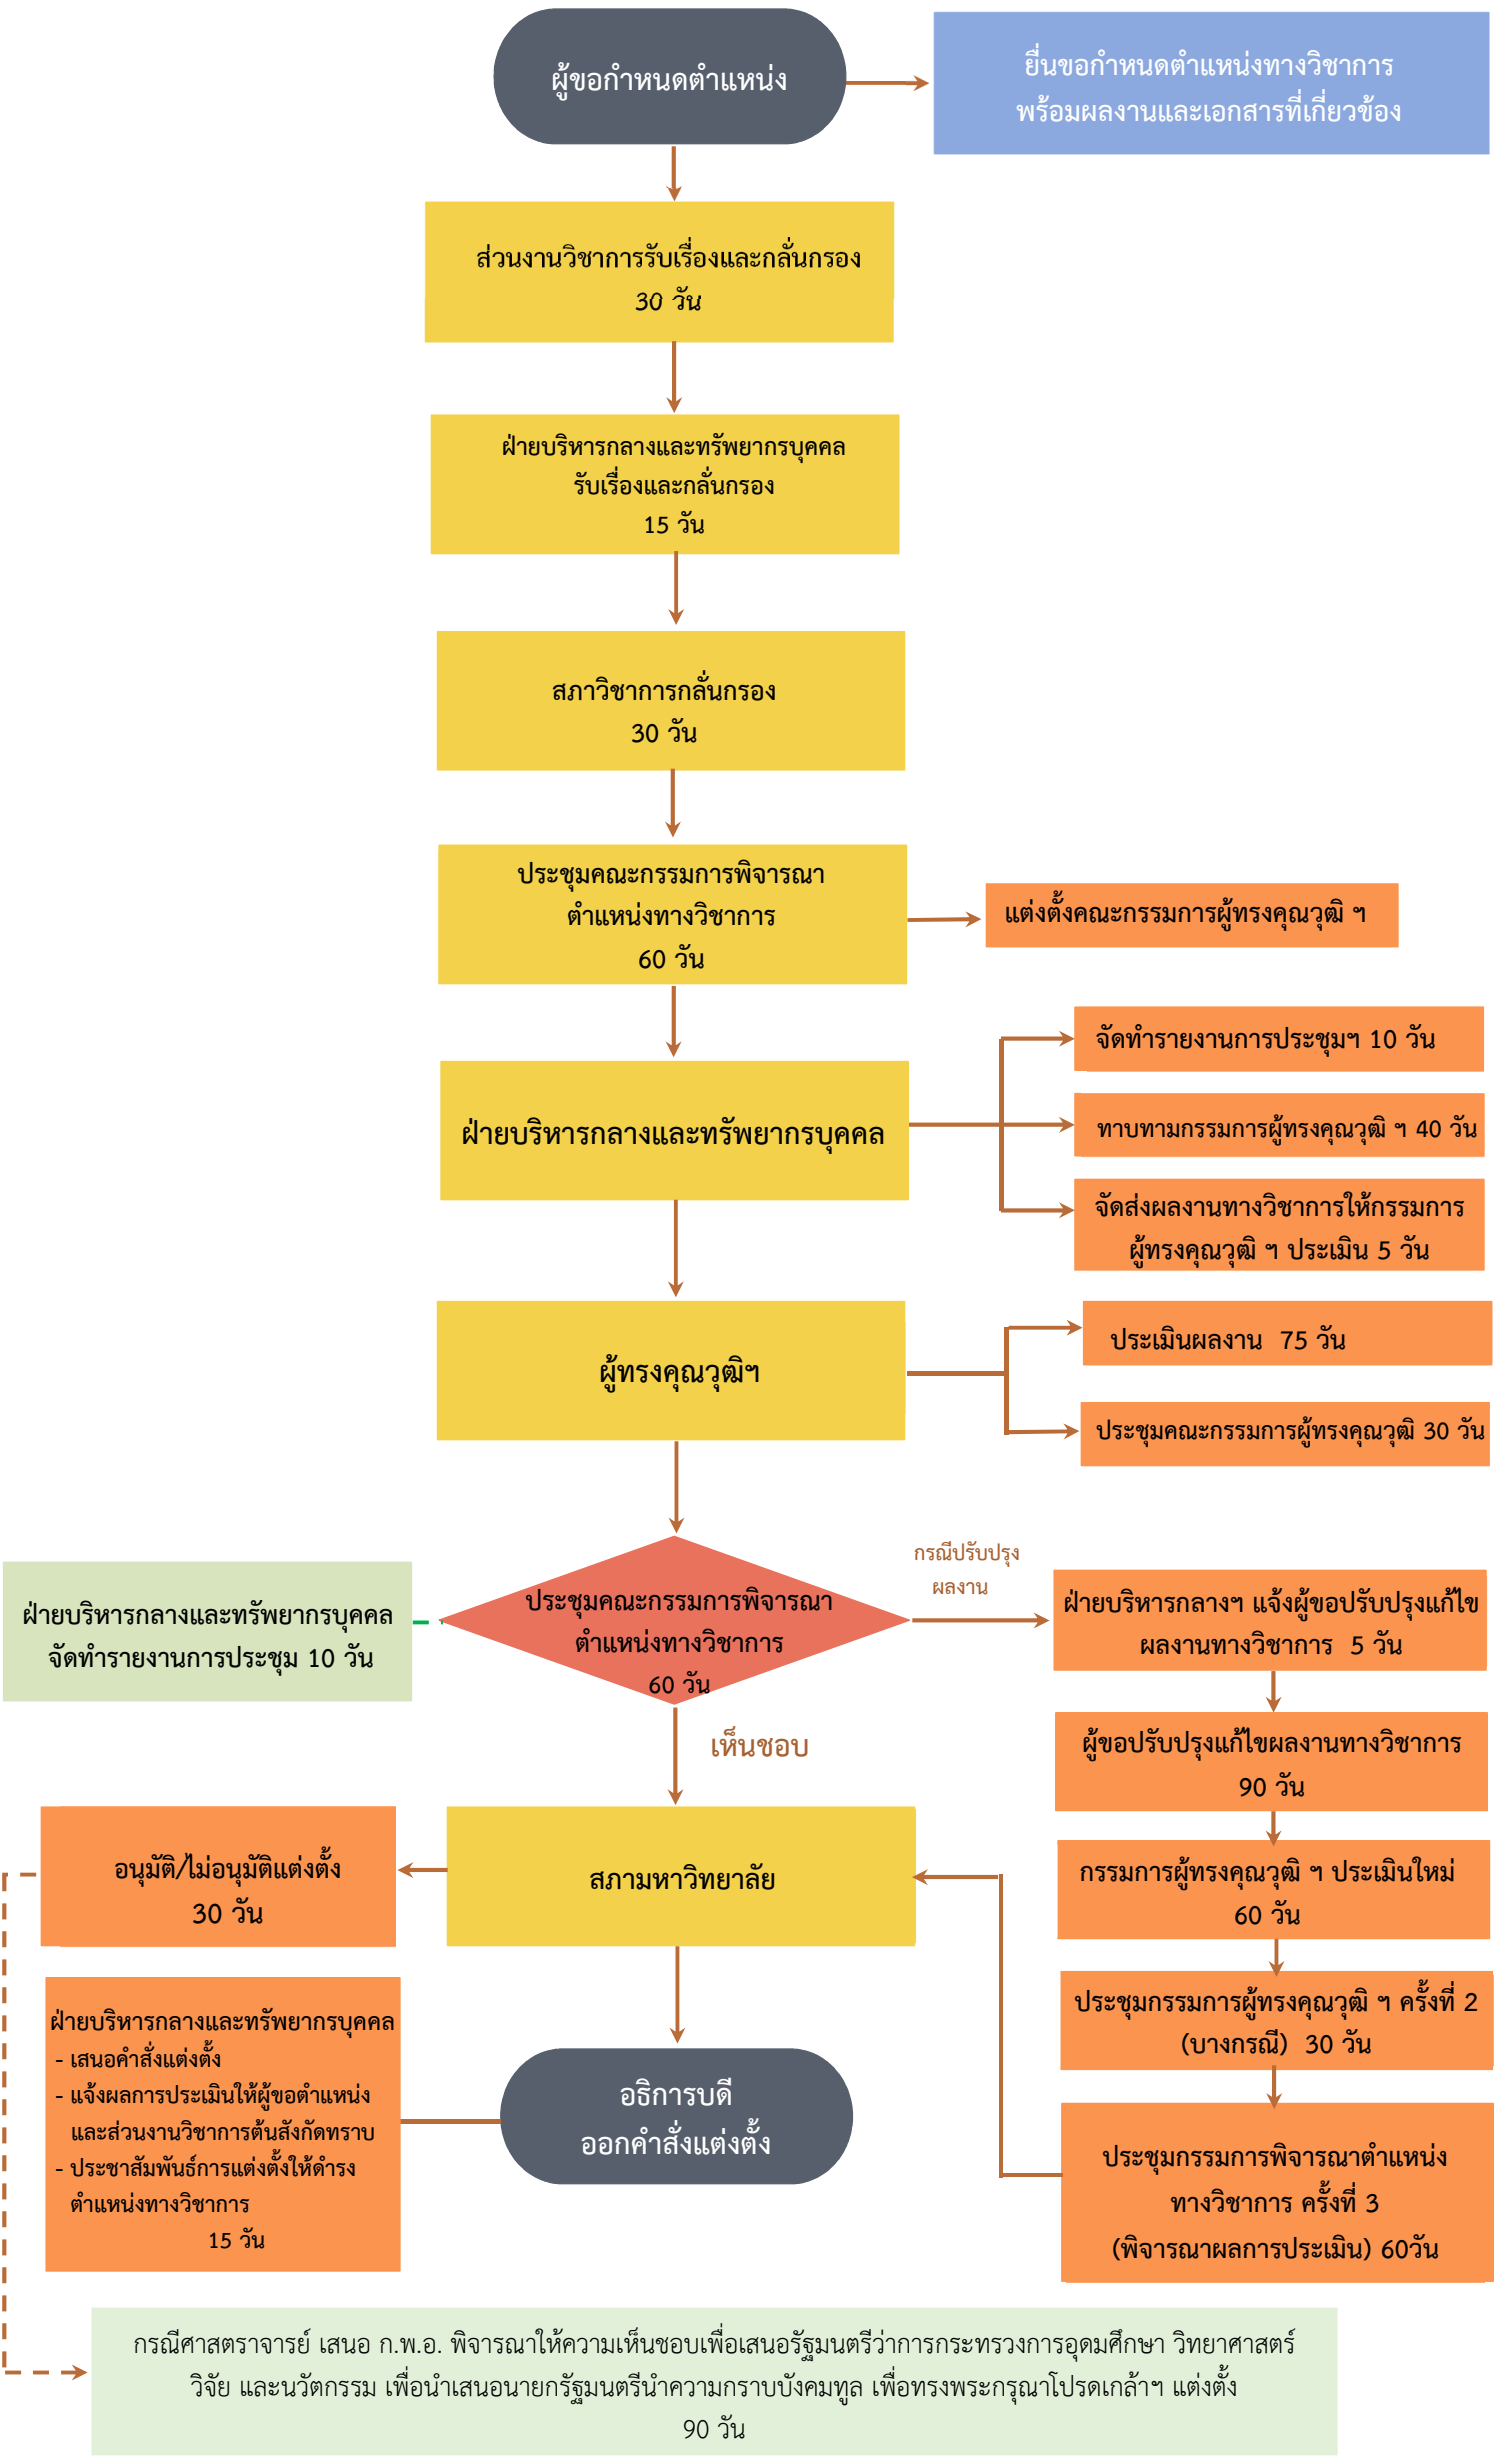 ผู้ขอกำหนดตำแหน่ง
ยื่นขอกำหนดตำแหน่งทางวิชาการ
พร้อมผลงานและเอกสารที่เกี่ยวข้อง
ส่วนงานวิชาการรับเรื่องและกลั่นกรอง
30 วัน
ฝ่ายบริหารกลางและทรัพยากรบุคคล
รับเรื่องและกลั่นกรอง
15 วัน
สภาวิชาการกลั่นกรอง
30 วัน
ประชุมคณะกรรมการพิจารณา
ตำแหน่งทางวิชาการ
60 วัน
แต่งตั้งคณะกรรมการผู้ทรงคุณวุฒิ ฯ
ฝ่ายบริหารกลางและทรัพยากรบุคคล
จัดทำรายงานการประชุมฯ 10 วัน
ทาบทามกรรมการผู้ทรงคุณวุฒิ ฯ 40 วัน
จัดส่งผลงานทางวิชาการให้กรรมการ
ผู้ทรงคุณวุฒิ ฯ ประเมิน 5 วัน
ผู้ทรงคุณวุฒิฯ
ประเมินผลงาน 75 วัน
ประชุมคณะกรรมการผู้ทรงคุณวุฒิ 30 วัน
ประชุมคณะกรรมการพิจารณา
ตำแหน่งทางวิชาการ
60 วัน
ฝ่ายบริหารกลางและทรัพยากรบุคคล
จัดทำรายงานการประชุม 10 วัน
กรณีปรับปรุง
ผลงาน
ฝ่ายบริหารกลางฯ แจ้งผู้ขอปรับปรุงแก้ไข
ผลงานทางวิชาการ 5 วัน
ผู้ขอปรับปรุงแก้ไขผลงานทางวิชาการ
90 วัน
กรรมการผู้ทรงคุณวุฒิ ฯ ประเมินใหม่
60 วัน
ประชุมกรรมการผู้ทรงคุณวุฒิ ฯ ครั้งที่ 2
(บางกรณี) 30 วัน
ประชุมกรรมการพิจารณาตำแหน่ง
ทางวิชาการ ครั้งที่ 3
(พิจารณาผลการประเมิน) 60วัน
เห็นชอบ
สภามหาวิทยาลัย
อนุมัติ/ไม่อนุมัติแต่งตั้ง
30 วัน
อธิการบดี
ออกคำสั่งแต่งตั้ง
ฝ่ายบริหารกลางและทรัพยากรบุคคล
- เสนอคำสั่งแต่งตั้ง
- แจ้งผลการประเมินให้ผู้ขอตำแหน่ง
และส่วนงานวิชาการต้นสังกัดทราบ
- ประชาสัมพันธ์การแต่งตั้งให้ดำรง
ตำแหน่งทางวิชาการ
15 วัน
กรณีศาสตราจารย์ เสนอ ก.พ.อ. พิจารณาให้ความเห็นชอบเพื่อเสนอรัฐมนตรีว่าการกระทรวงการอุดมศึกษา วิทยาศาสตร์
วิจัย และนวัตกรรม เพื่อนำเสนอนายกรัฐมนตรีนำความกราบบังคมทูล เพื่อทรงพระกรุณาโปรดเกล้าฯ แต่งตั้ง
90 วัน